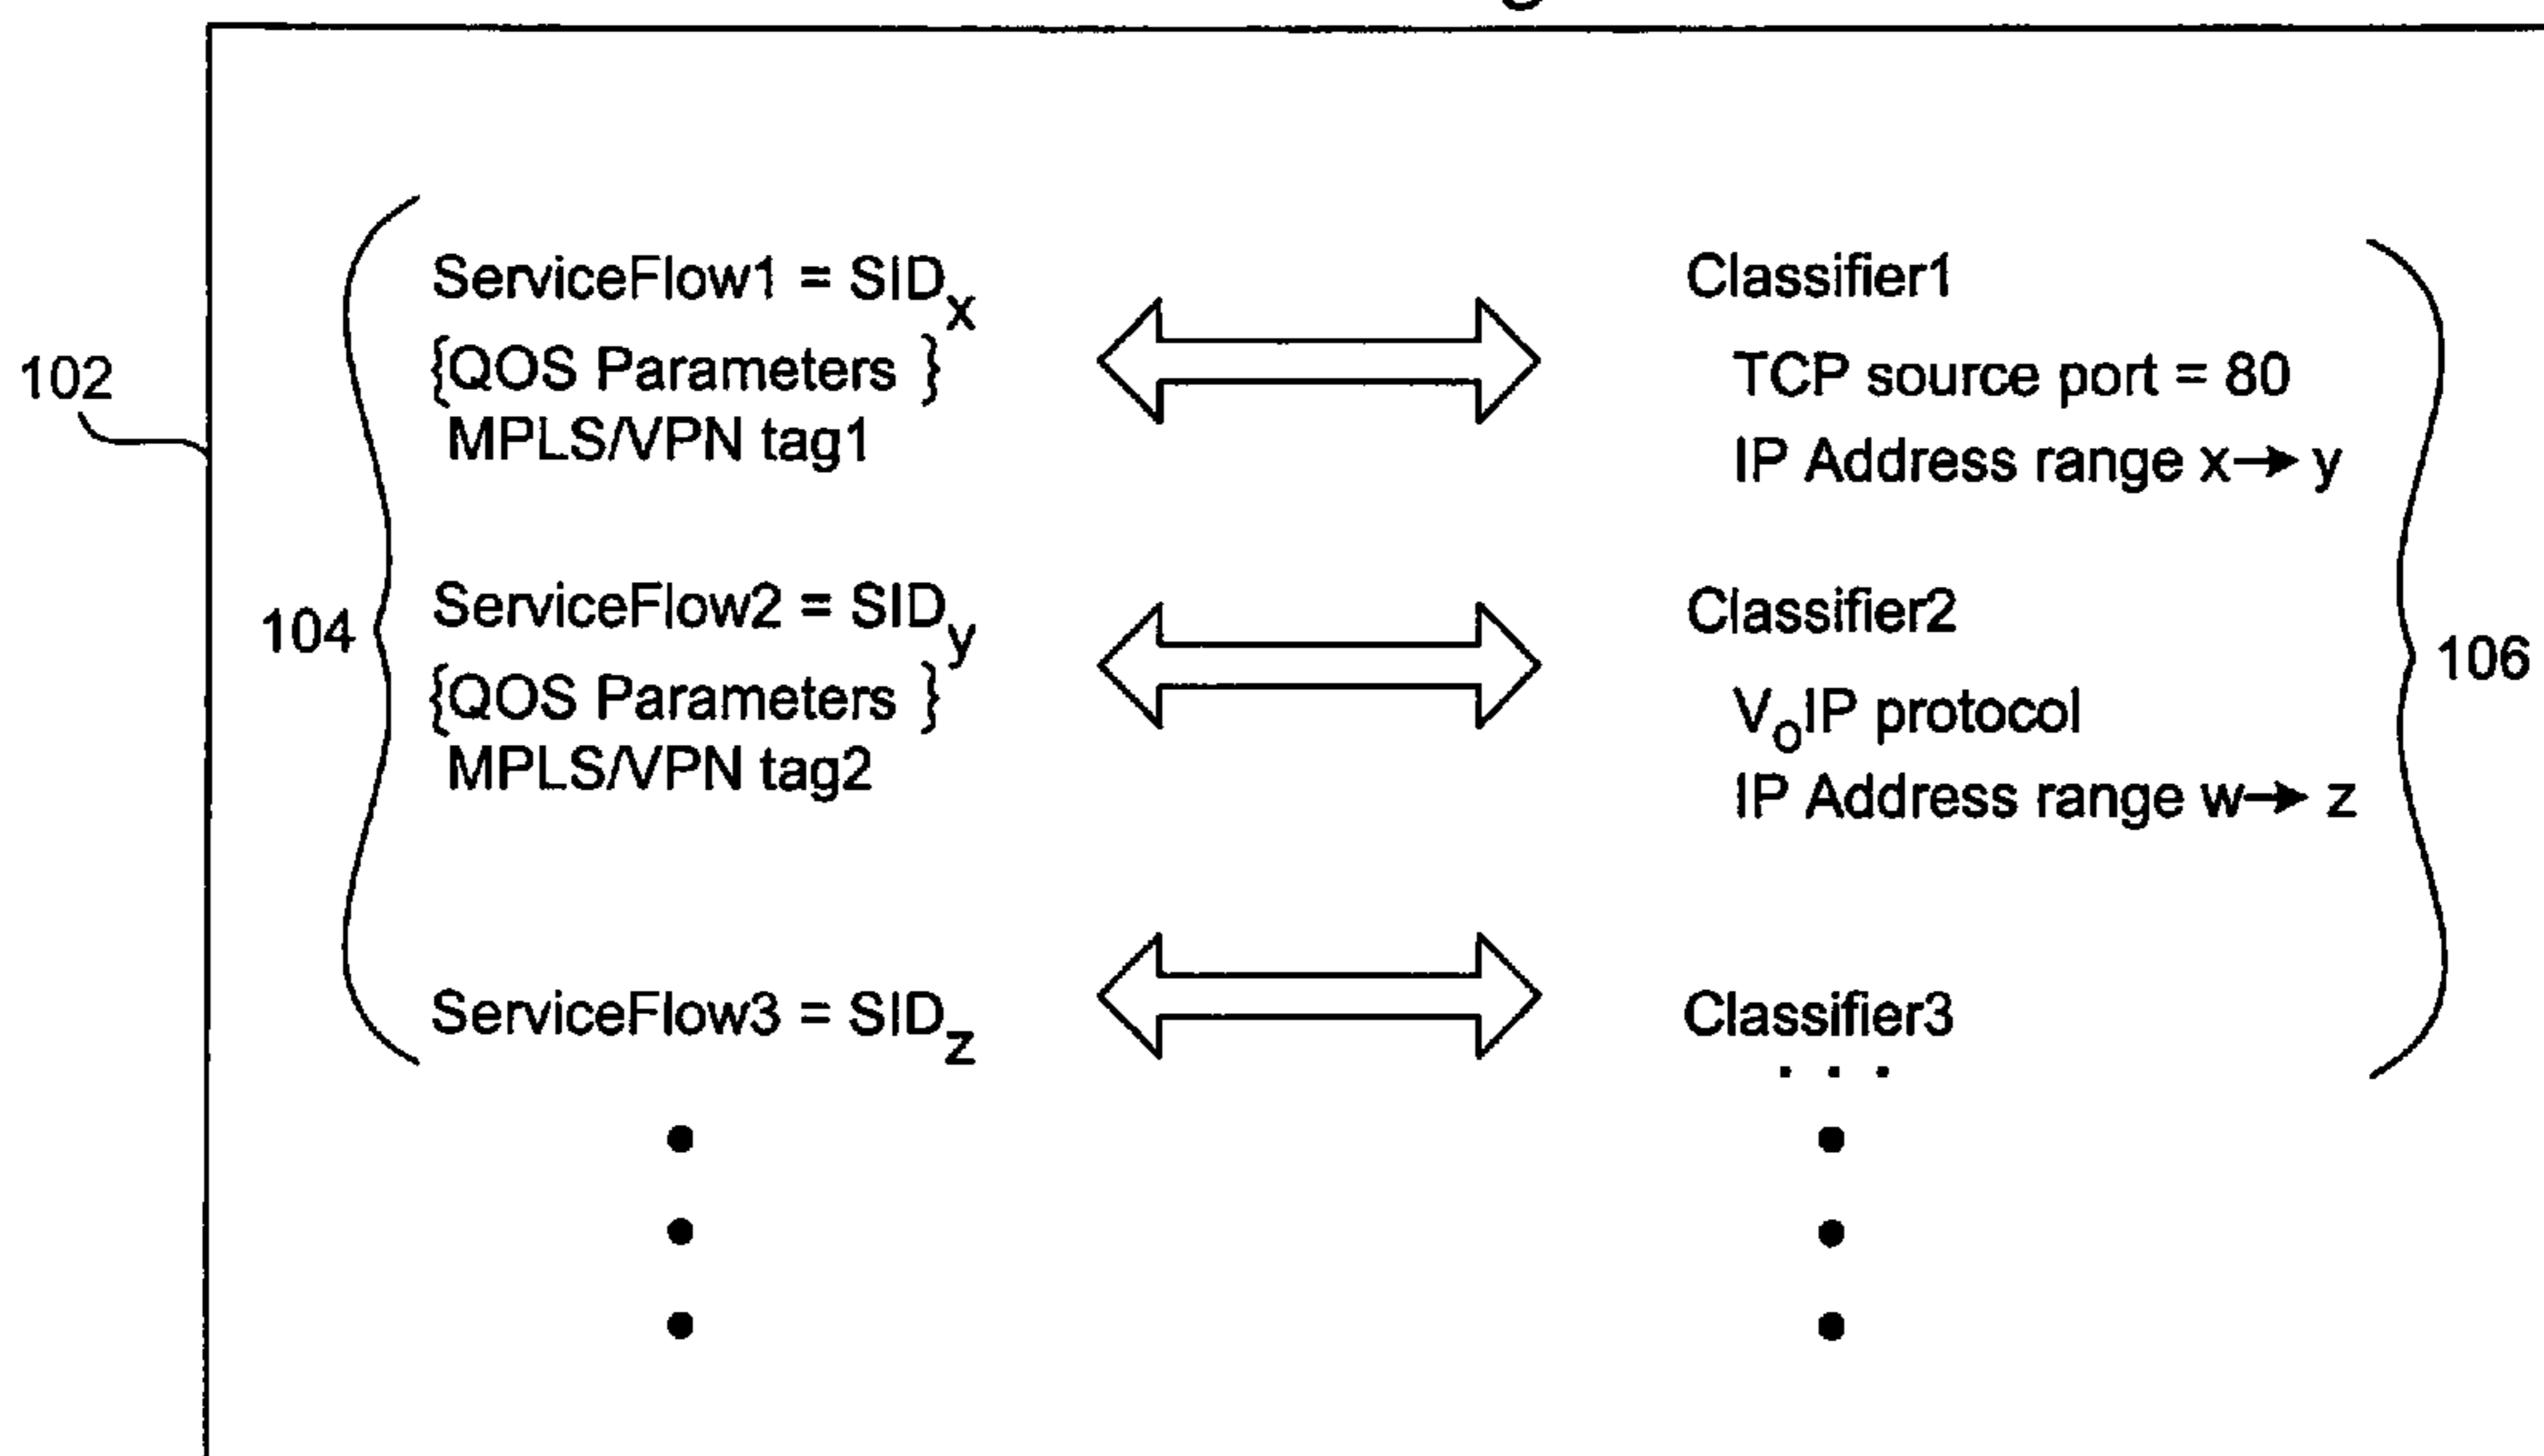 ServiceFlow1 = SIDx
{QOS Parameters }
MPLS/VPN tag1
Classifier1
TCP source port = 80
IP Address range x→ y
102
ServiceFlow2 = SIDy
{QOS Parameters }
MPLS/VPN tag2
Classifier2
VoIP protocol
IP Address range w→ z
104
106
ServiceFlow3 = SIDz
Classifier3
. . .